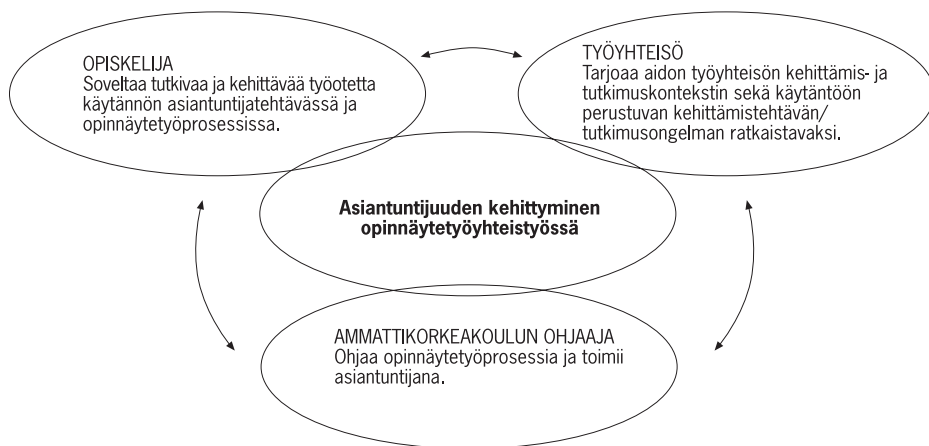 OPISKELIJA
Soveltaa tutkivaa ja kehittävää työotetta
käytännön asiantuntijatehtävässä ja
opinnäytetyöprosessissa.
TYÖYHTEISÖ
Tarjoaa aidon työyhteisön kehittämis- ja
tutkimuskontekstin sekä käytäntöön
perustuvan kehittämistehtävän/
tutkimusongelman ratkaistavaksi.
Asiantuntijuuden kehittyminen
opinnäytetyöyhteistyössä
AMMATTIKORKEAKOULUN OHJAAJA
Ohjaa opinnäytetyöprosessia ja toimii
asiantuntijana.